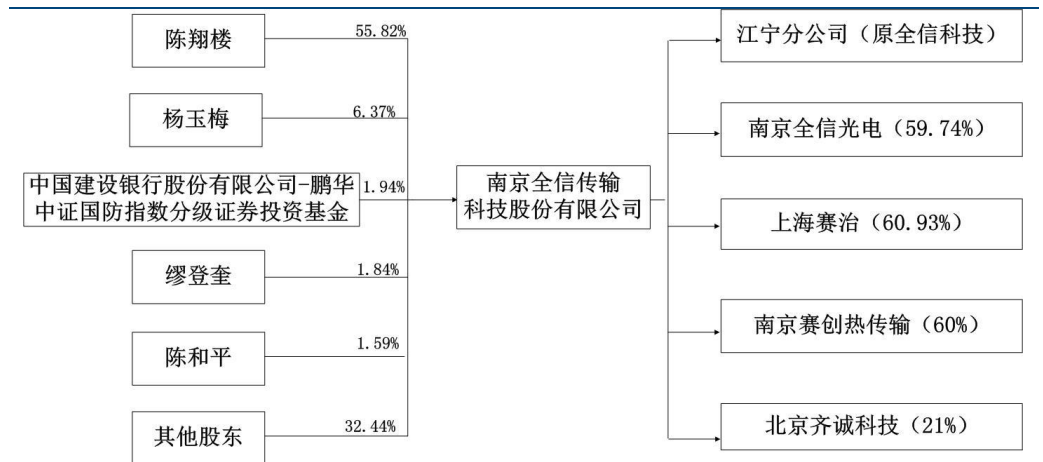 陈翔楼
55.82%
杨玉梅
6.37%
中国建设银行股份有限公司-鹏华
中证国防指数分级证券投资基金
1.94%
缪登奎
1.84%
陈和平
1.59%
其他股东
32.44%
南京全信传输
科技股份有限公司
江宁分公司（原全信科技）
南京全信光电（59.74%）
上海赛治（60.93%）
南京赛创热传输（60%）
北京齐诚科技（21%）